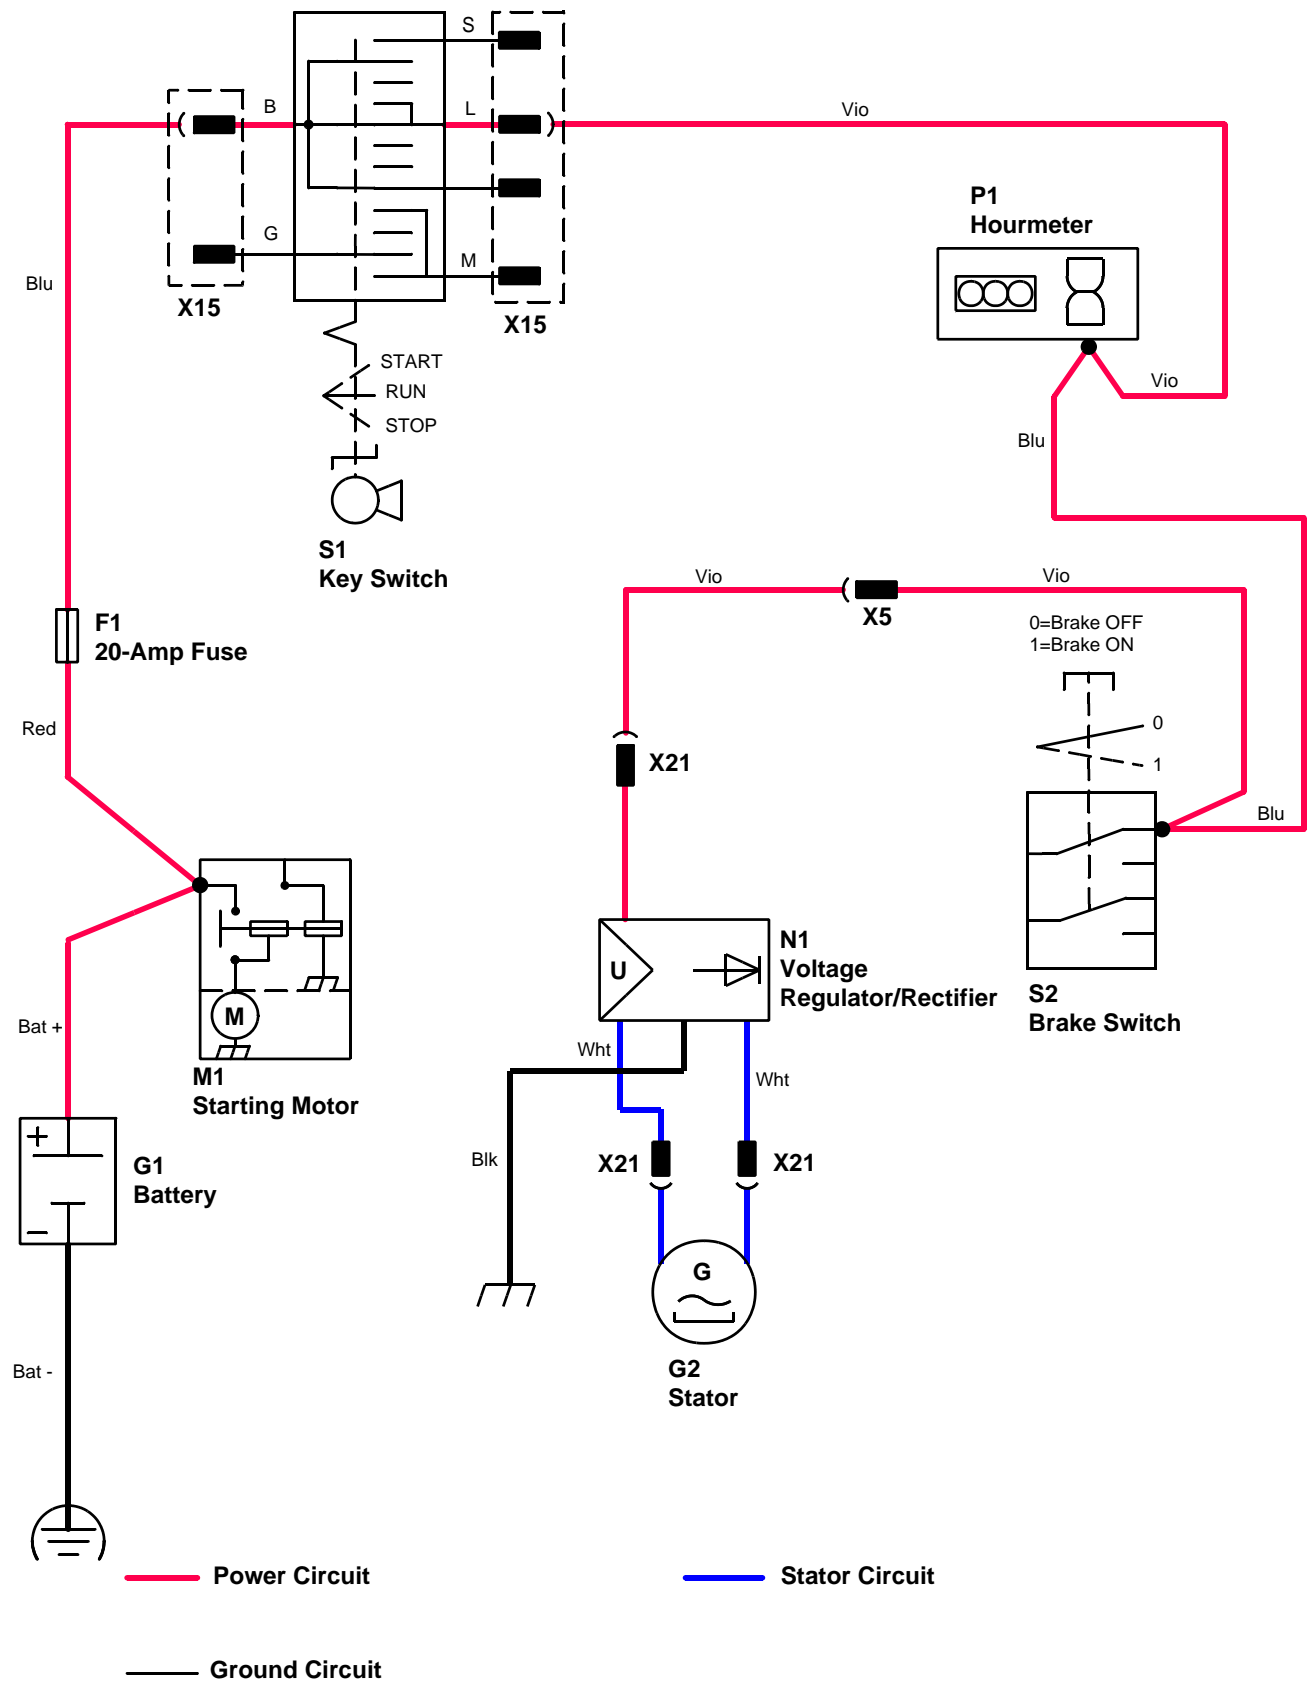 S
B
L
Vio
P1
Hourmeter
G
M
Blu
X15
X15
START
RUN
STOP
Vio
Blu
S1
Key Switch
Vio
Vio
X5
F1
20-Amp Fuse
0=Brake OFF
1=Brake ON
Red
0
X21
1
Blu
U
N1
Voltage
Regulator/Rectifier
S2
Brake Switch
Bat +
M
M1
Starting Motor
Wht
Wht
+
G1
Battery
–
Blk
X21
X21
G
G2
Stator
Bat -
Power Circuit
Stator Circuit
Ground Circuit